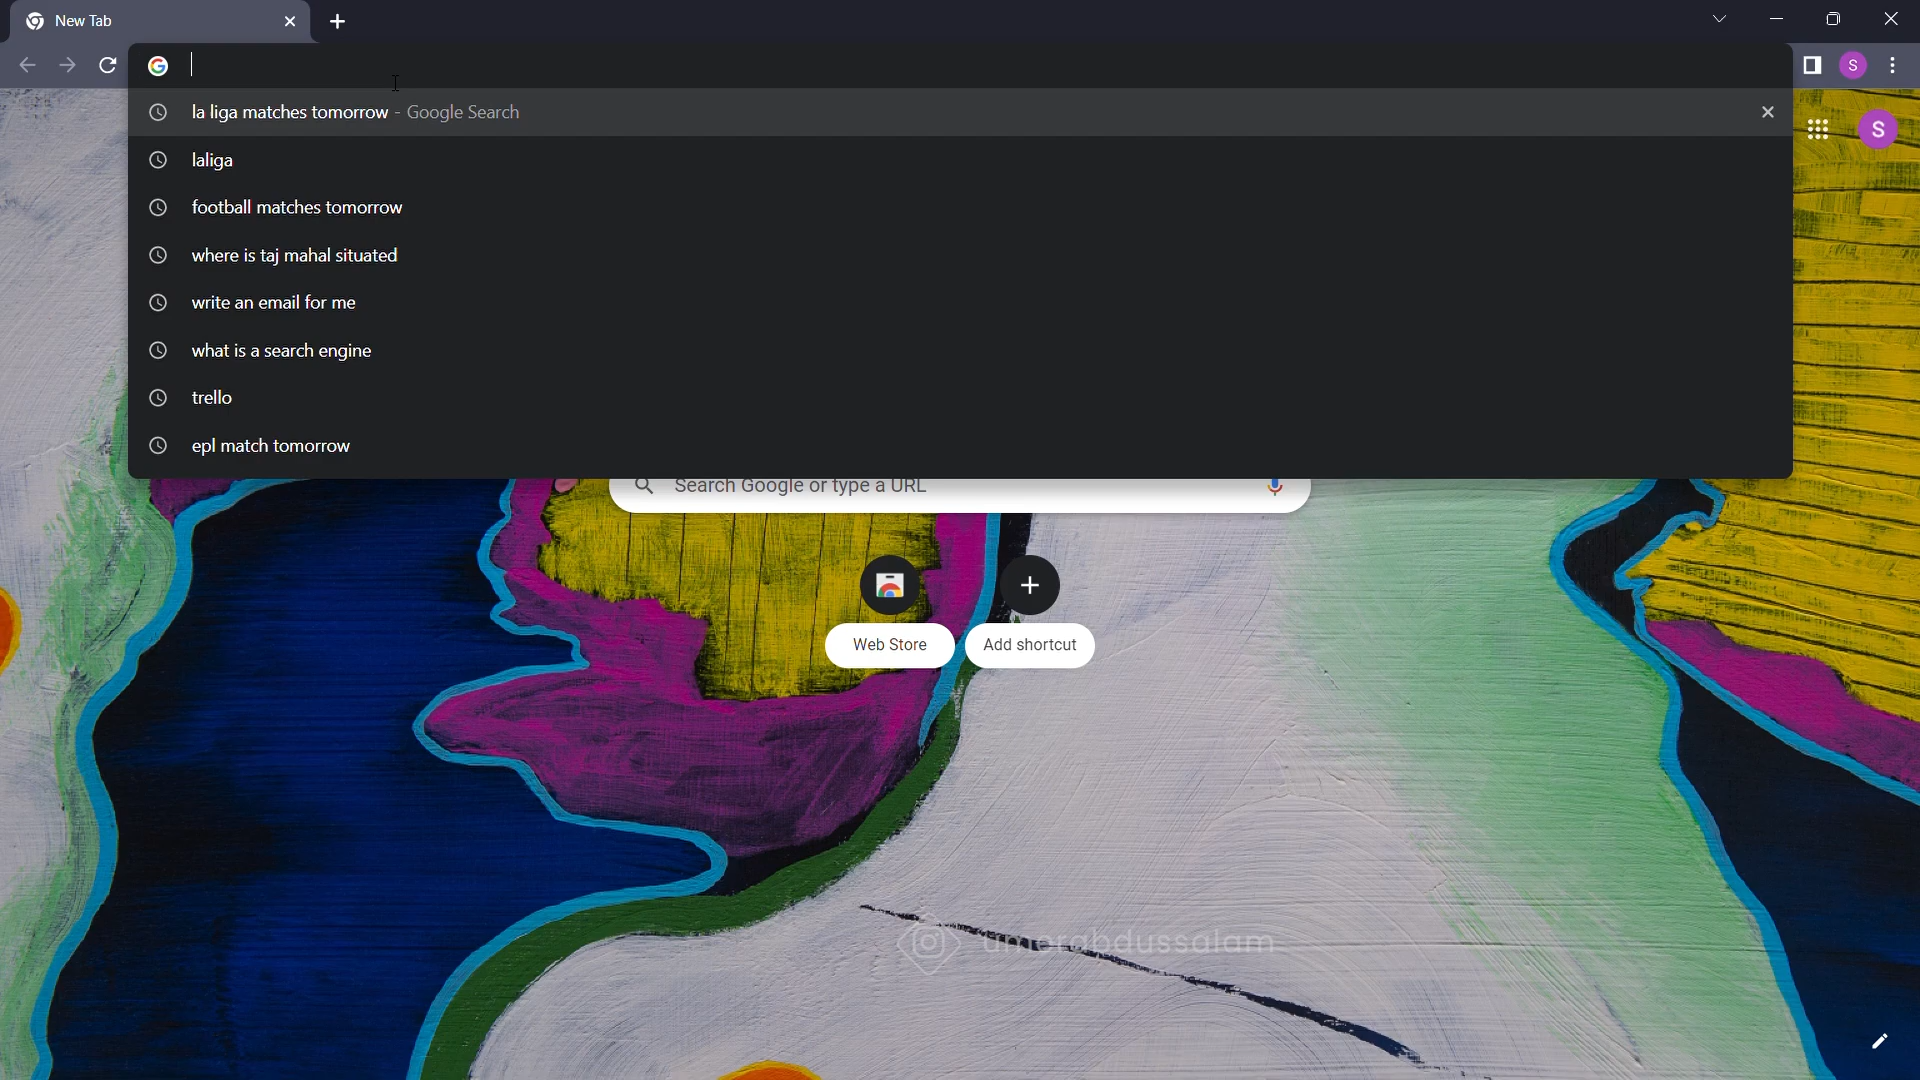 New Tab
la liga matches tomorrow - Google Search
S
laliga
S
football matches tomorrow
where is taj mahal situated
write an email for me
what is a search engine
trello
epl match tomorrow
Search Google or type a URL
Web Store
Add shortcut
umerabdussalam